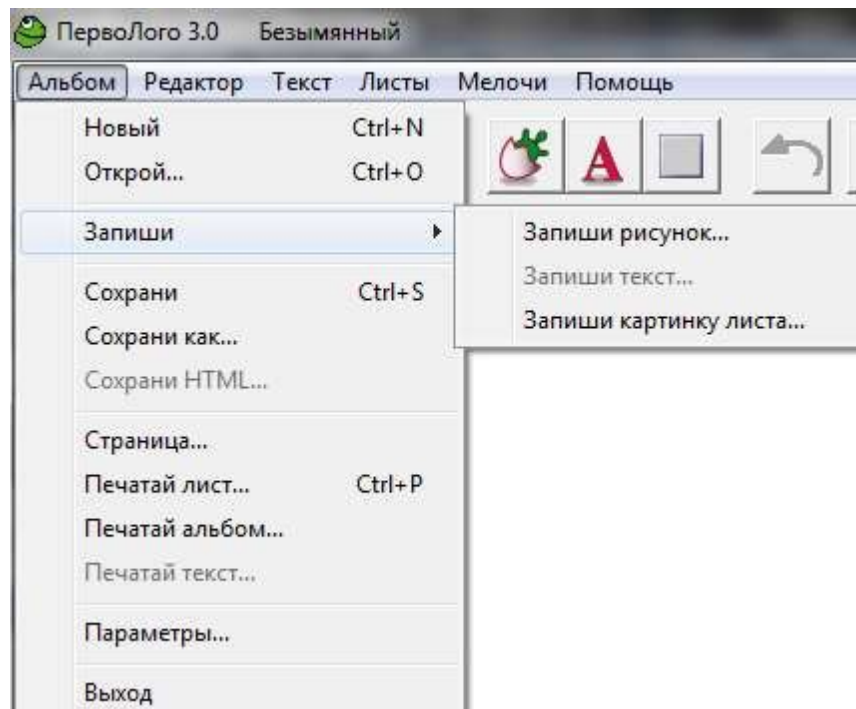 ПервоЛого 3.0 Безымянный
Альбом Редактор Текст Листы Мелочи Помощь
Новый Ctrl+N
Открой... Ctrl+O
Запиши
Запиши рисунок...
Запиши текст...
Запиши картинку листа...
Сохрани Ctrl+S
Сохрани как...
Сохрани HTML...
Страница...
Печатай лист... Ctrl+P
Печатай альбом...
Печатай текст...
Параметры...
Выход
A